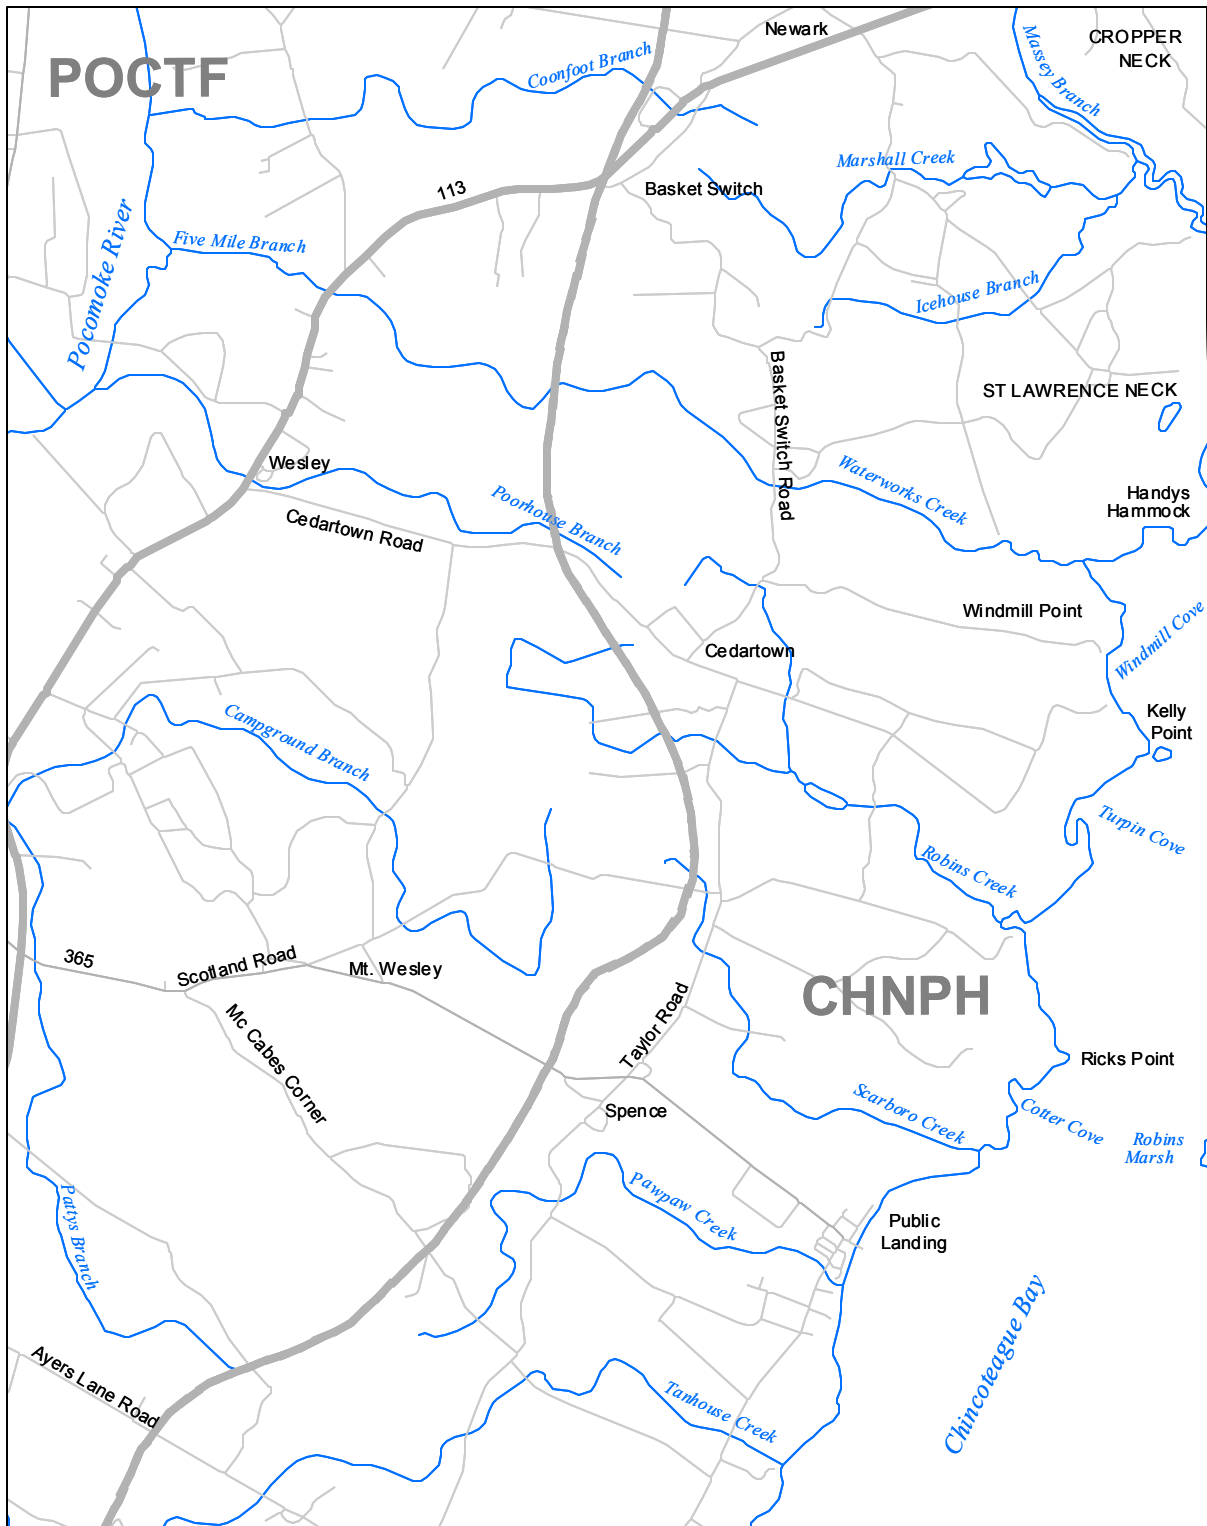 Newark
CROPPER
NECK
POCTF
Coonfoot Branch
Massey Branch
Marshall Creek
113
Basket Switch
Pocomoke River
Five Mile Branch
Icehouse Branch
Basket Switch Road
ST LAWRENCE NECK
Wesley
Waterworks Creek
Handys
Hammock
Poorhouse Branch
Cedartown Road
Windmill Point
Windmill Cove
Cedartown
Campground Branch
Kelly
Point
Turpin Cove
Robins Creek
365
Scotland Road
Mt. Wesley
CHNPH
Mc Cabes Corner
Taylor Road
Ricks Point
Spence
Scarboro Creek
Cotter Cove
Robins
Marsh
Pawpaw Creek
Pattys Branch
Public
Landing
Chincoteague Bay
Ayers Lane Road
Tanhouse Creek